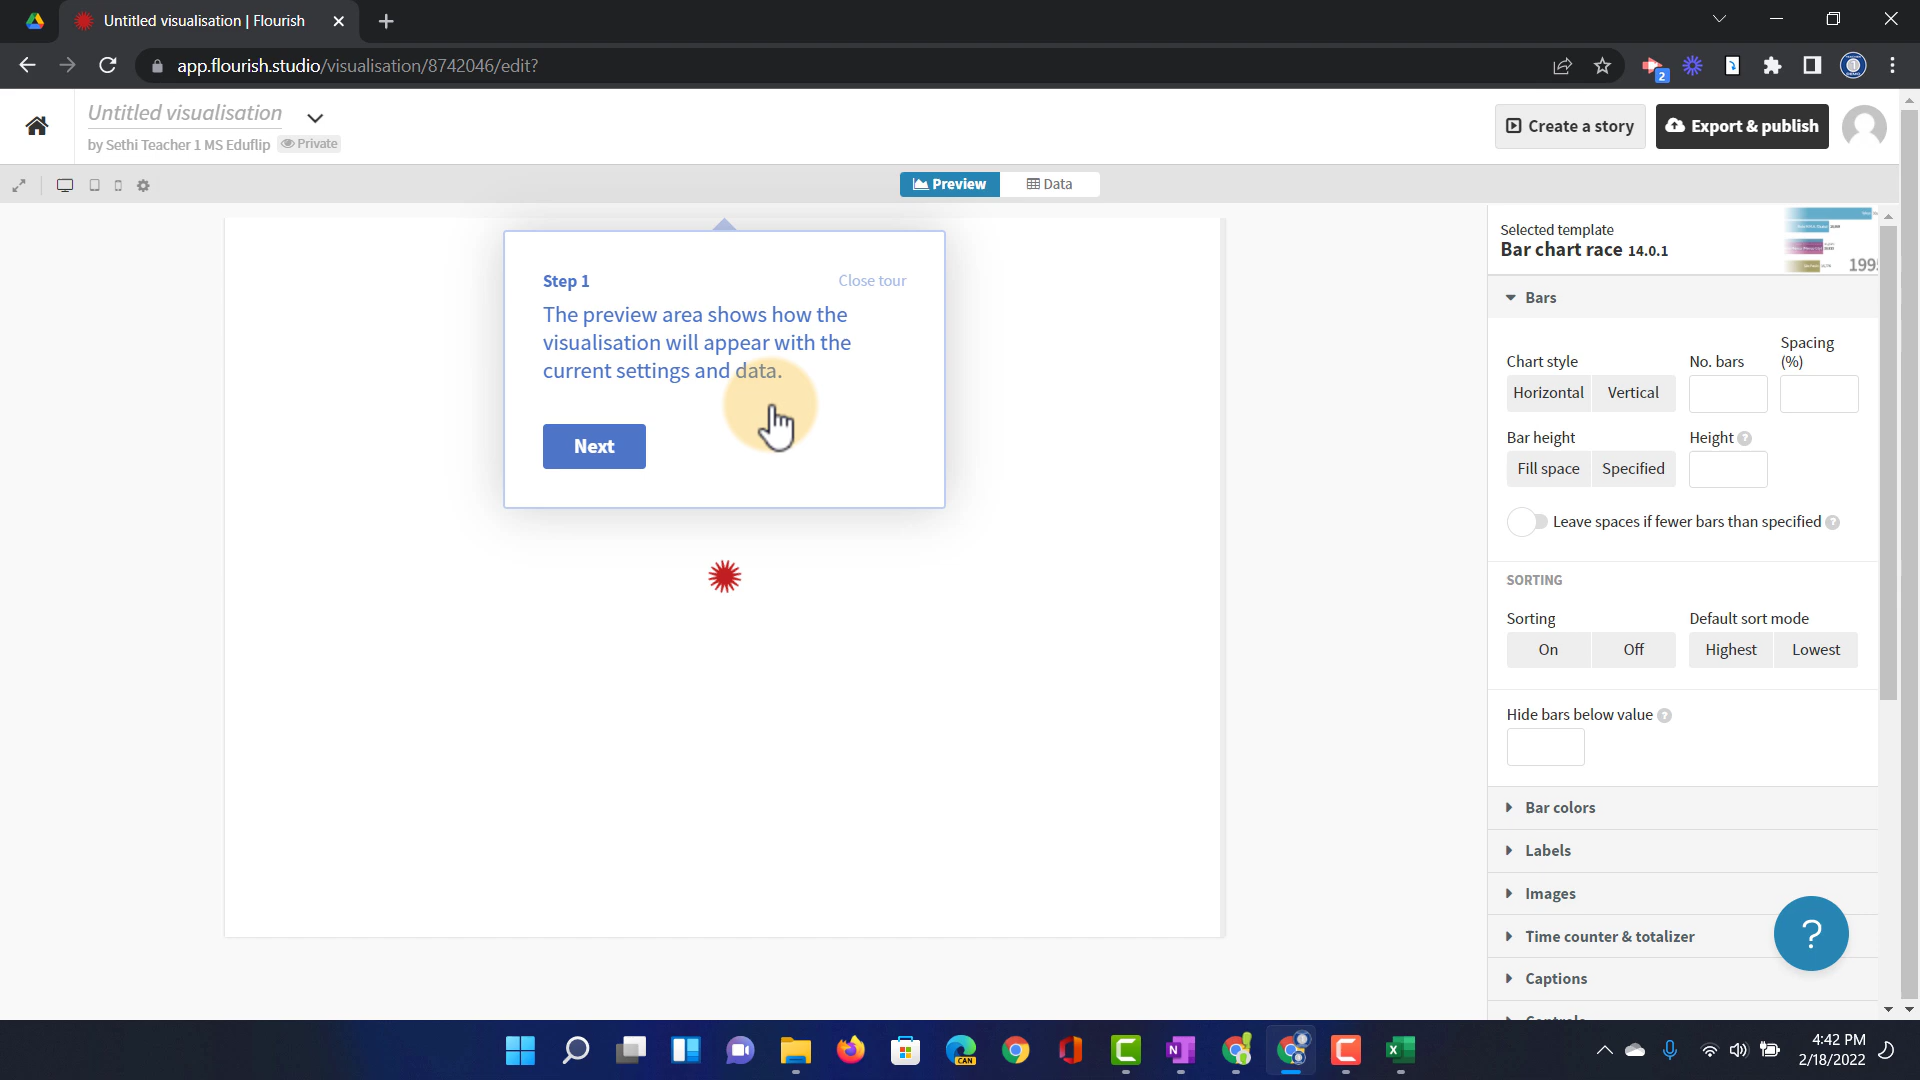 Untitled visualisation | Flourish
app.flourish.studio/visualisation/8742046/edit?
2
1
Untitled visualisation
by Sethi Teacher 1 MS Eduflip Private
Create a story
Export & publish
Preview
Data
Step 1
Close tour
The preview area shows how the
visualisation will appear with the
current settings and data.
Next
Selected template
Bar chart race 14.0.1
1995
Bars
Chart style
No. bars
Spacing
(%)
Horizontal
Vertical
Bar height
Height ?
Fill space
Specified
Leave spaces if fewer bars than specified ?
SORTING
Sorting
Default sort mode
On
Off
Highest
Lowest
Hide bars below value ?
Bar colors
Labels
Images
Time counter & totalizer
Captions
Controls
?
CAN
4:42 PM
2/18/2022